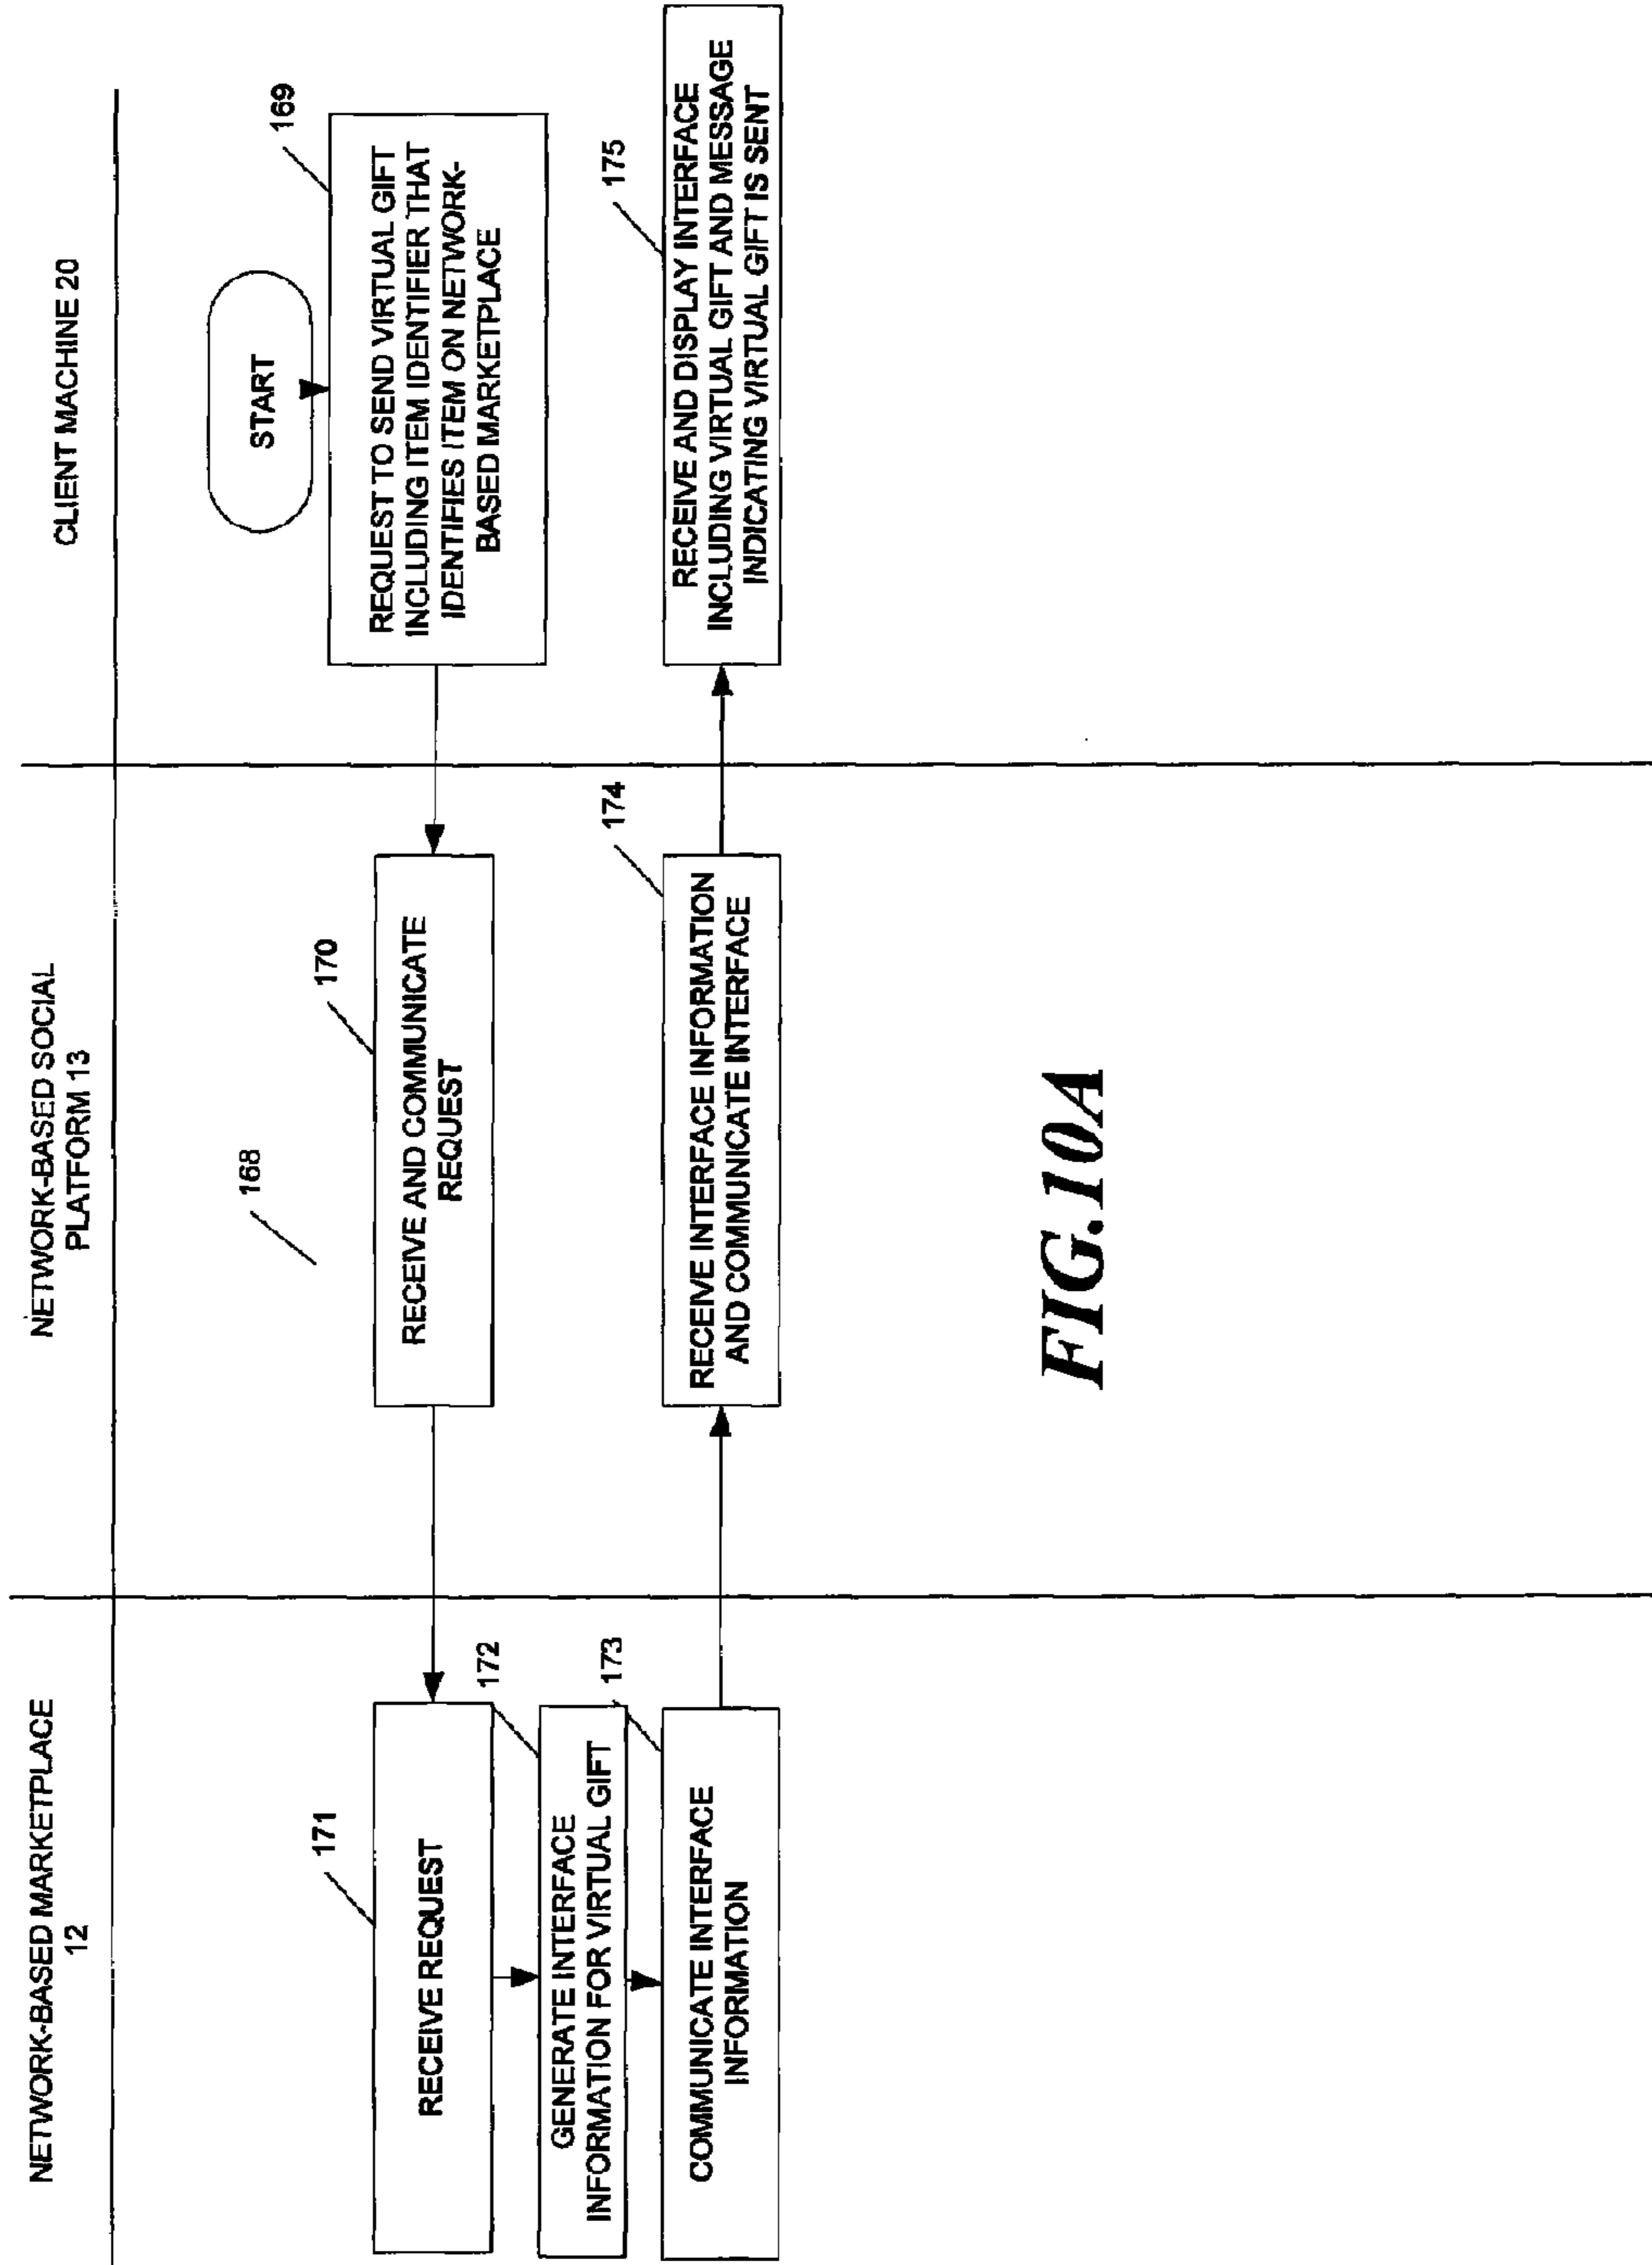 NETWORK-BASED MARKETPLACE
12
NETWORK-BASED SOCIAL
PLATFORM 13
CLIENT MACHINE 20
START
169
REQUEST TO SEND VIRTUAL GIFT
INCLUDING ITEM IDENTIFIER THAT
IDENTIFIES ITEM ON NETWORK-
BASED MARKETPLACE
168
170
RECEIVE AND COMMUNICATE
REQUEST
171
RECEIVE REQUEST
172
GENERATE INTERFACE
INFORMATION FOR VIRTUAL GIFT
173
COMMUNICATE INTERFACE
INFORMATION
174
RECEIVE INTERFACE INFORMATION
AND COMMUNICATE INTERFACE
175
RECEIVE AND DISPLAY INTERFACE
INCLUDING VIRTUAL GIFT AND MESSAGE
INDICATING VIRTUAL GIFT IS SENT
FIG.10A